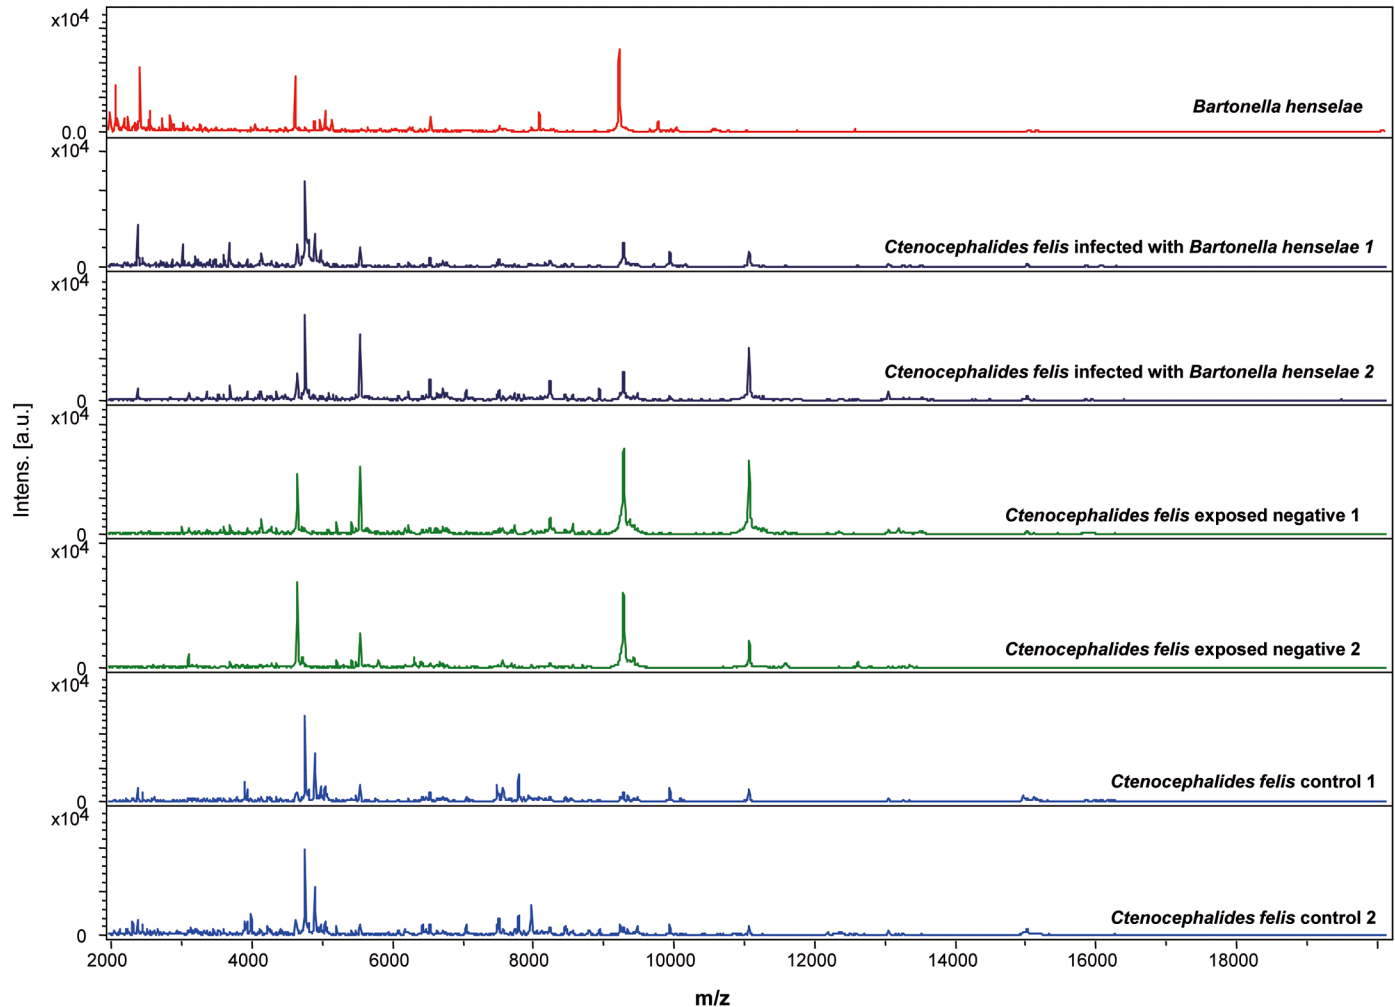 x10⁴
0.0
Bartonella henselae
x10⁴
0
Ctenocephalides felis infected with Bartonella henselae 1
x10⁴
0
Ctenocephalides felis infected with Bartonella henselae 2
x10⁴
0
Ctenocephalides felis exposed negative 1
x10⁴
0
Ctenocephalides felis exposed negative 2
x10⁴
0
Ctenocephalides felis control 1
x10⁴
0
Ctenocephalides felis control 2
Intens. [a.u.]
2000 4000 6000 8000 10000 12000 14000 16000 18000
m/z